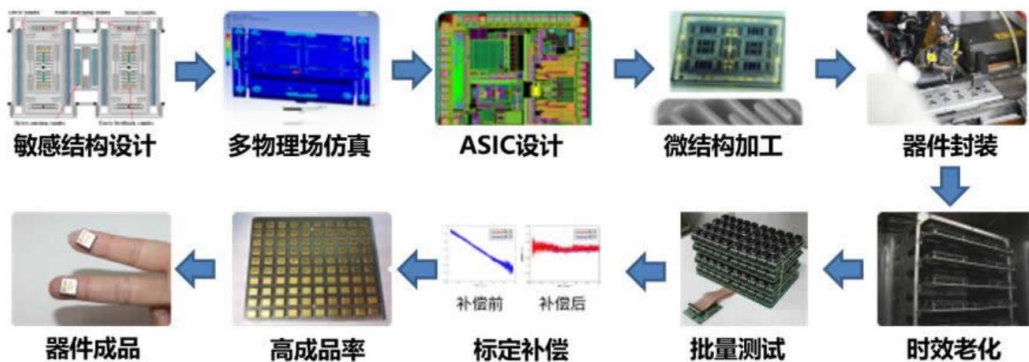 敏感结构设计
多物理场仿真
ASIC设计
微结构加工
器件封装
补偿前
补偿后
器件成品
高成品率
标定补偿
批量测试
时效老化